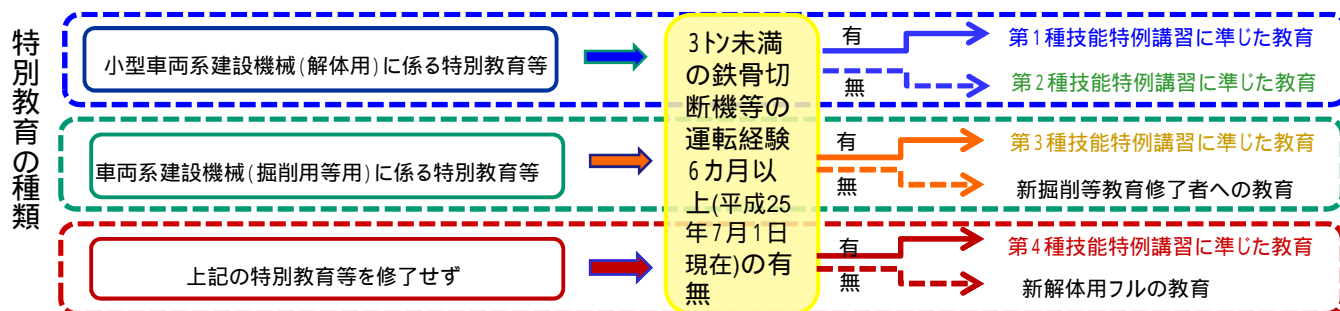 特別教育の種類
小型車両系建設機械(解体用)に係る特別教育等
車両系建設機械(掘削用等用)に係る特別教育等
上記の特別教育等を修了せず
3トン未満
の鉄骨切
断機等の
運転経験
6カ月以
上(平成25
年7月1日
現在)の有
無
有
第1種技能特例講習に準じた教育
無
第2種技能特例講習に準じた教育
有
第3種技能特例講習に準じた教育
無
新掘削等教育修了者への教育
有
第4種技能特例講習に準じた教育
無
新解体用フルの教育